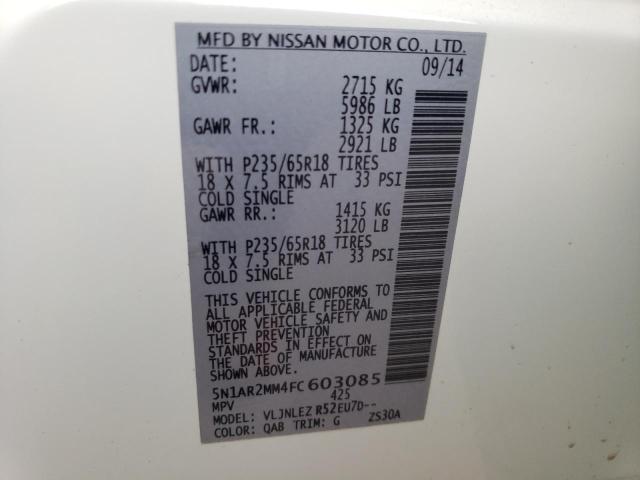 MFD BY NISSAN MOTOR CO., LTD.
DATE: 09/14
GVWR: 2715 KG
5986 LB
GAWR FR.: 1325 KG
2921 LB
WITH P235/65R18 TIRES
18 X 7.5 RIMS AT 33 PSI
COLD SINGLE
GAWR RR.: 1415 KG
3120 LB
WITH P235/65R18 TIRES
18 X 7.5 RIMS AT 33 PSI
COLD SINGLE
THIS VEHICLE CONFORMS TO
ALL APPLICABLE FEDERAL
MOTOR VEHICLE SAFETY AND
THEFT PREVENTION
STANDARDS IN EFFECT ON
THE DATE OF MANUFACTURE
SHOWN ABOVE.
5N1AR2MM4FC603085
MPV 425
MODEL: VLJNLEZ R52EU7D--
COLOR: QAB TRIM: G ZS30A